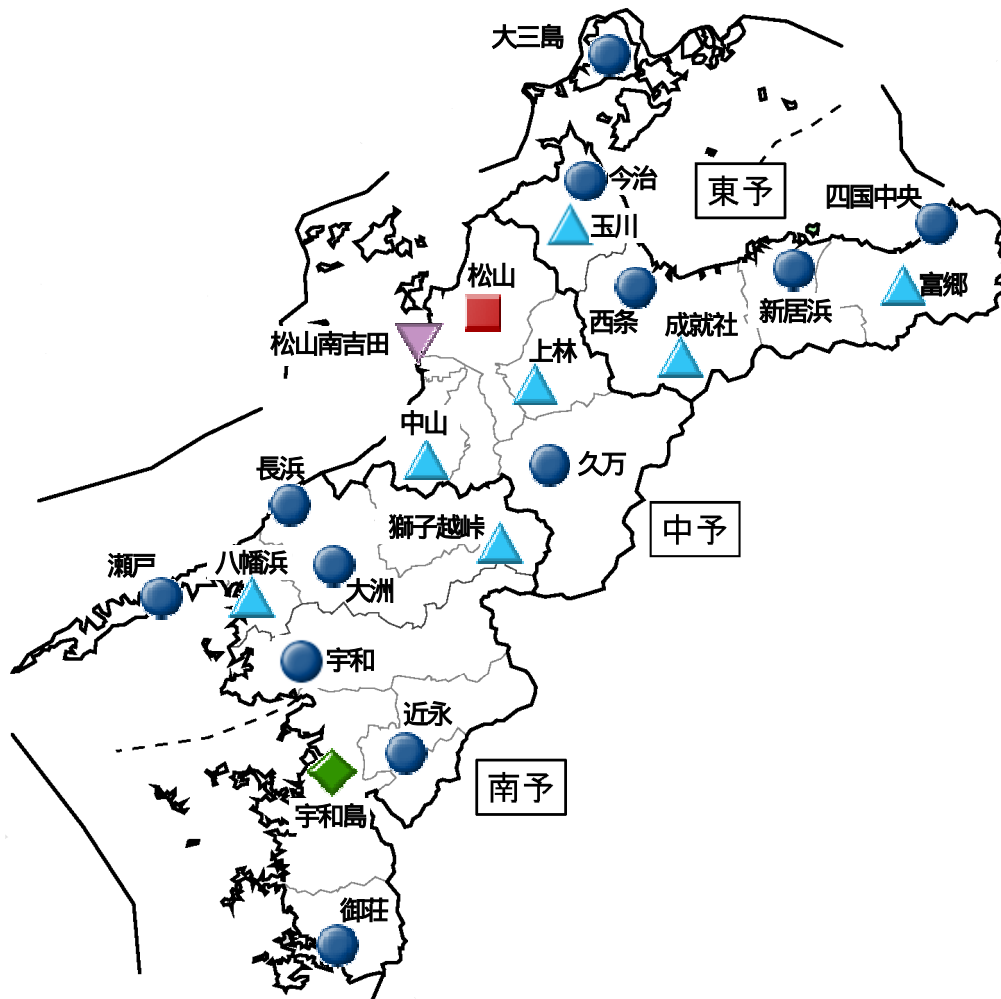 大三島
今治
東予
四国中央
玉川
松山
富郷
西条
成就社
新居浜
松山南吉田
上林
中山
久万
長浜
中予
獅子越峠
瀬戸
八幡浜
大洲
宇和
近永
南予
宇和島
御荘